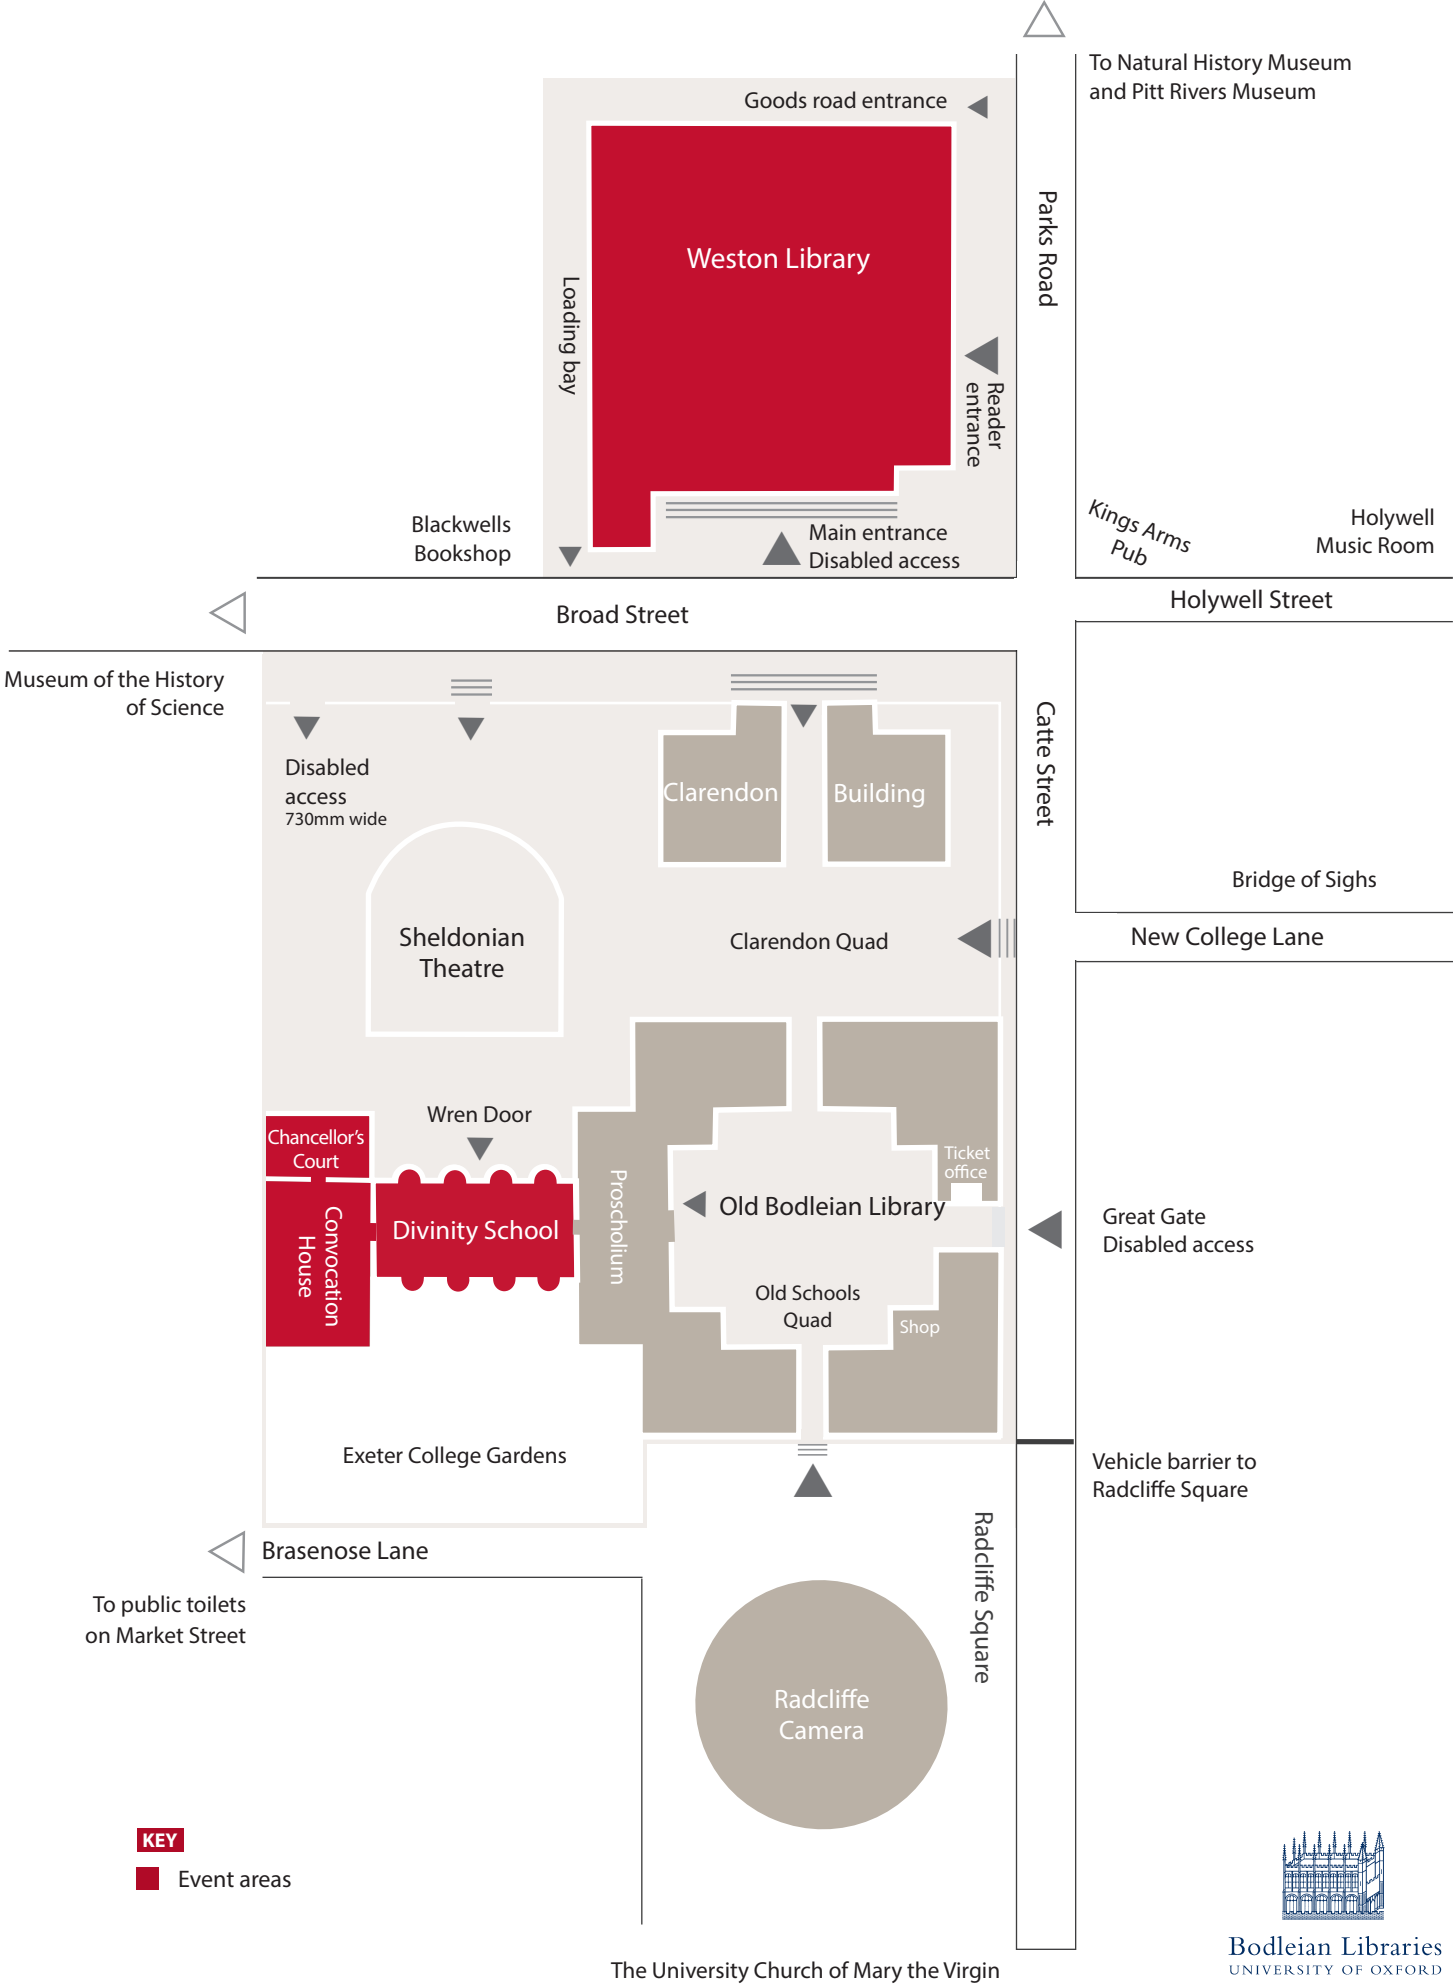 To Natural History Museum
and Pitt Rivers Museum
Goods road entrance
Parks Road
Weston Library
Loading bay
Reader
entrance
Blackwells
Bookshop
Main entrance
Disabled access
Kings Arms
Pub
Holywell
Music Room
Broad Street
Holywell Street
Museum of the History
of Science
Catte Street
Disabled
access
730mm wide
Clarendon
Building
Bridge of Sighs
Sheldonian
Theatre
Clarendon Quad
New College Lane
Wren Door
Chancellor's
Court
Ticket
office
Convocation
House
Divinity School
Proscholium
Old Bodleian Library
Great Gate
Disabled access
Old Schools
Quad
Shop
Exeter College Gardens
Vehicle barrier to
Radcliffe Square
Radcliffe Square
Brasenose Lane
To public toilets
on Market Street
Radcliffe
Camera
KEY
Event areas
Bodleian Libraries
UNIVERSITY OF OXFORD
The University Church of Mary the Virgin